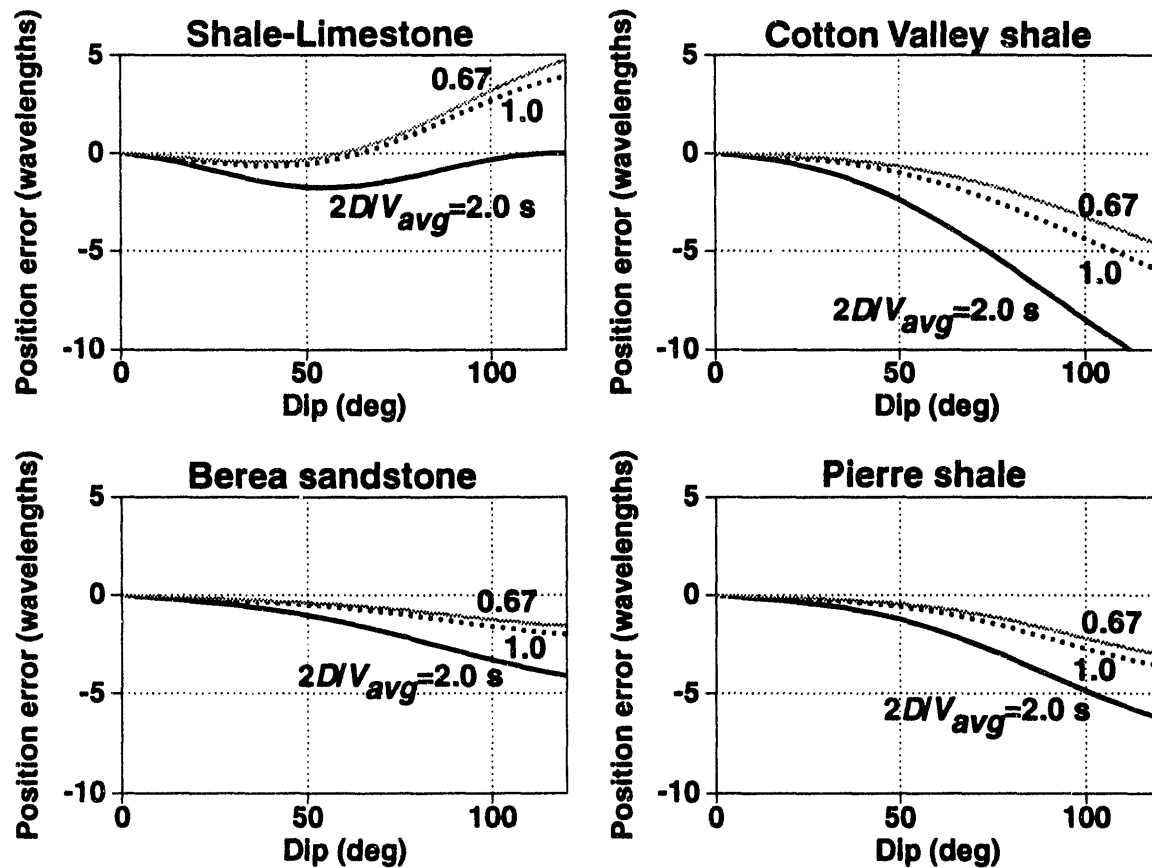 Shale-Limestone
Position error (wavelengths)
5
0
-5
-10
0.67
1.0
2D/Vavg=2.0 s
0 50 100
Dip (deg)
Cotton Valley shale
Position error (wavelengths)
5
0
-5
-10
0.67
1.0
2D/Vavg=2.0 s
0 50 100
Dip (deg)
Berea sandstone
Position error (wavelengths)
5
0
-5
-10
0.67
1.0
2D/Vavg=2.0 s
0 50 100
Dip (deg)
Pierre shale
Position error (wavelengths)
5
0
-5
-10
0.67
1.0
2D/Vavg=2.0 s
0 50 100
Dip (deg)